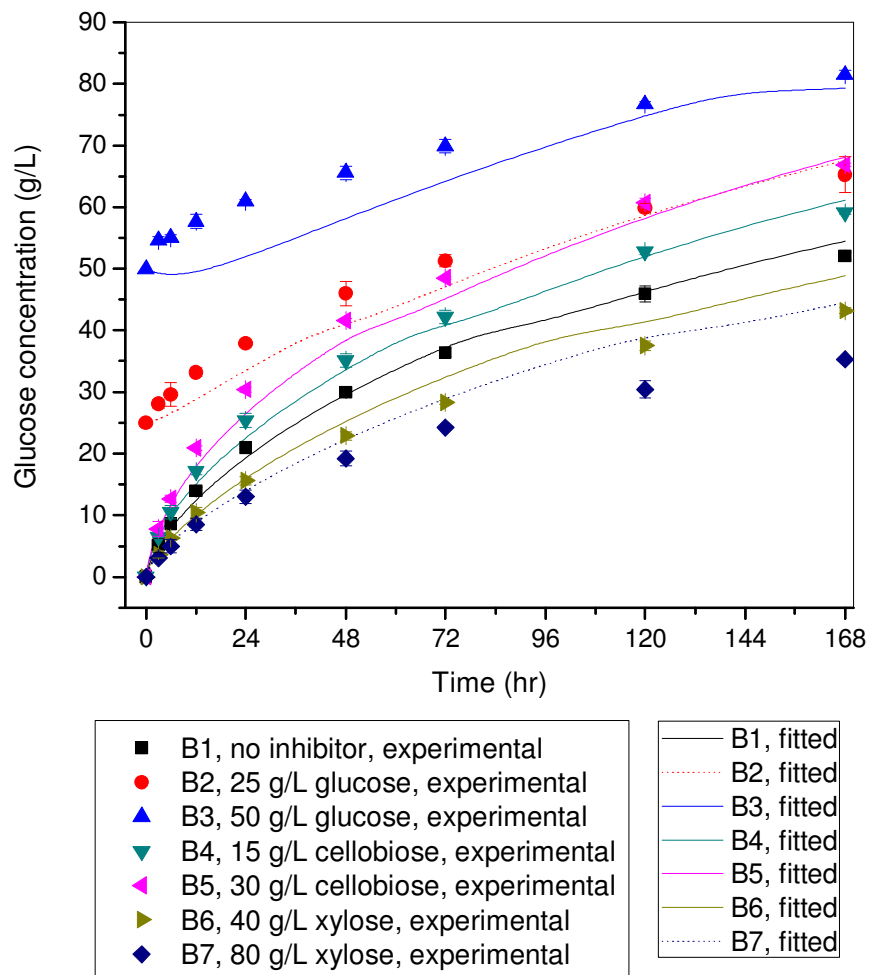 90
80
70
60
50
40
30
20
10
0
Glucose concentration (g/L)
0 24 48 72 96 120 144 168
Time (hr)
B1, no inhibitor, experimental
B2, 25 g/L glucose, experimental
B3, 50 g/L glucose, experimental
B4, 15 g/L cellobiose, experimental
B5, 30 g/L cellobiose, experimental
B6, 40 g/L xylose, experimental
B7, 80 g/L xylose, experimental
B1, fitted
B2, fitted
B3, fitted
B4, fitted
B5, fitted
B6, fitted
B7, fitted